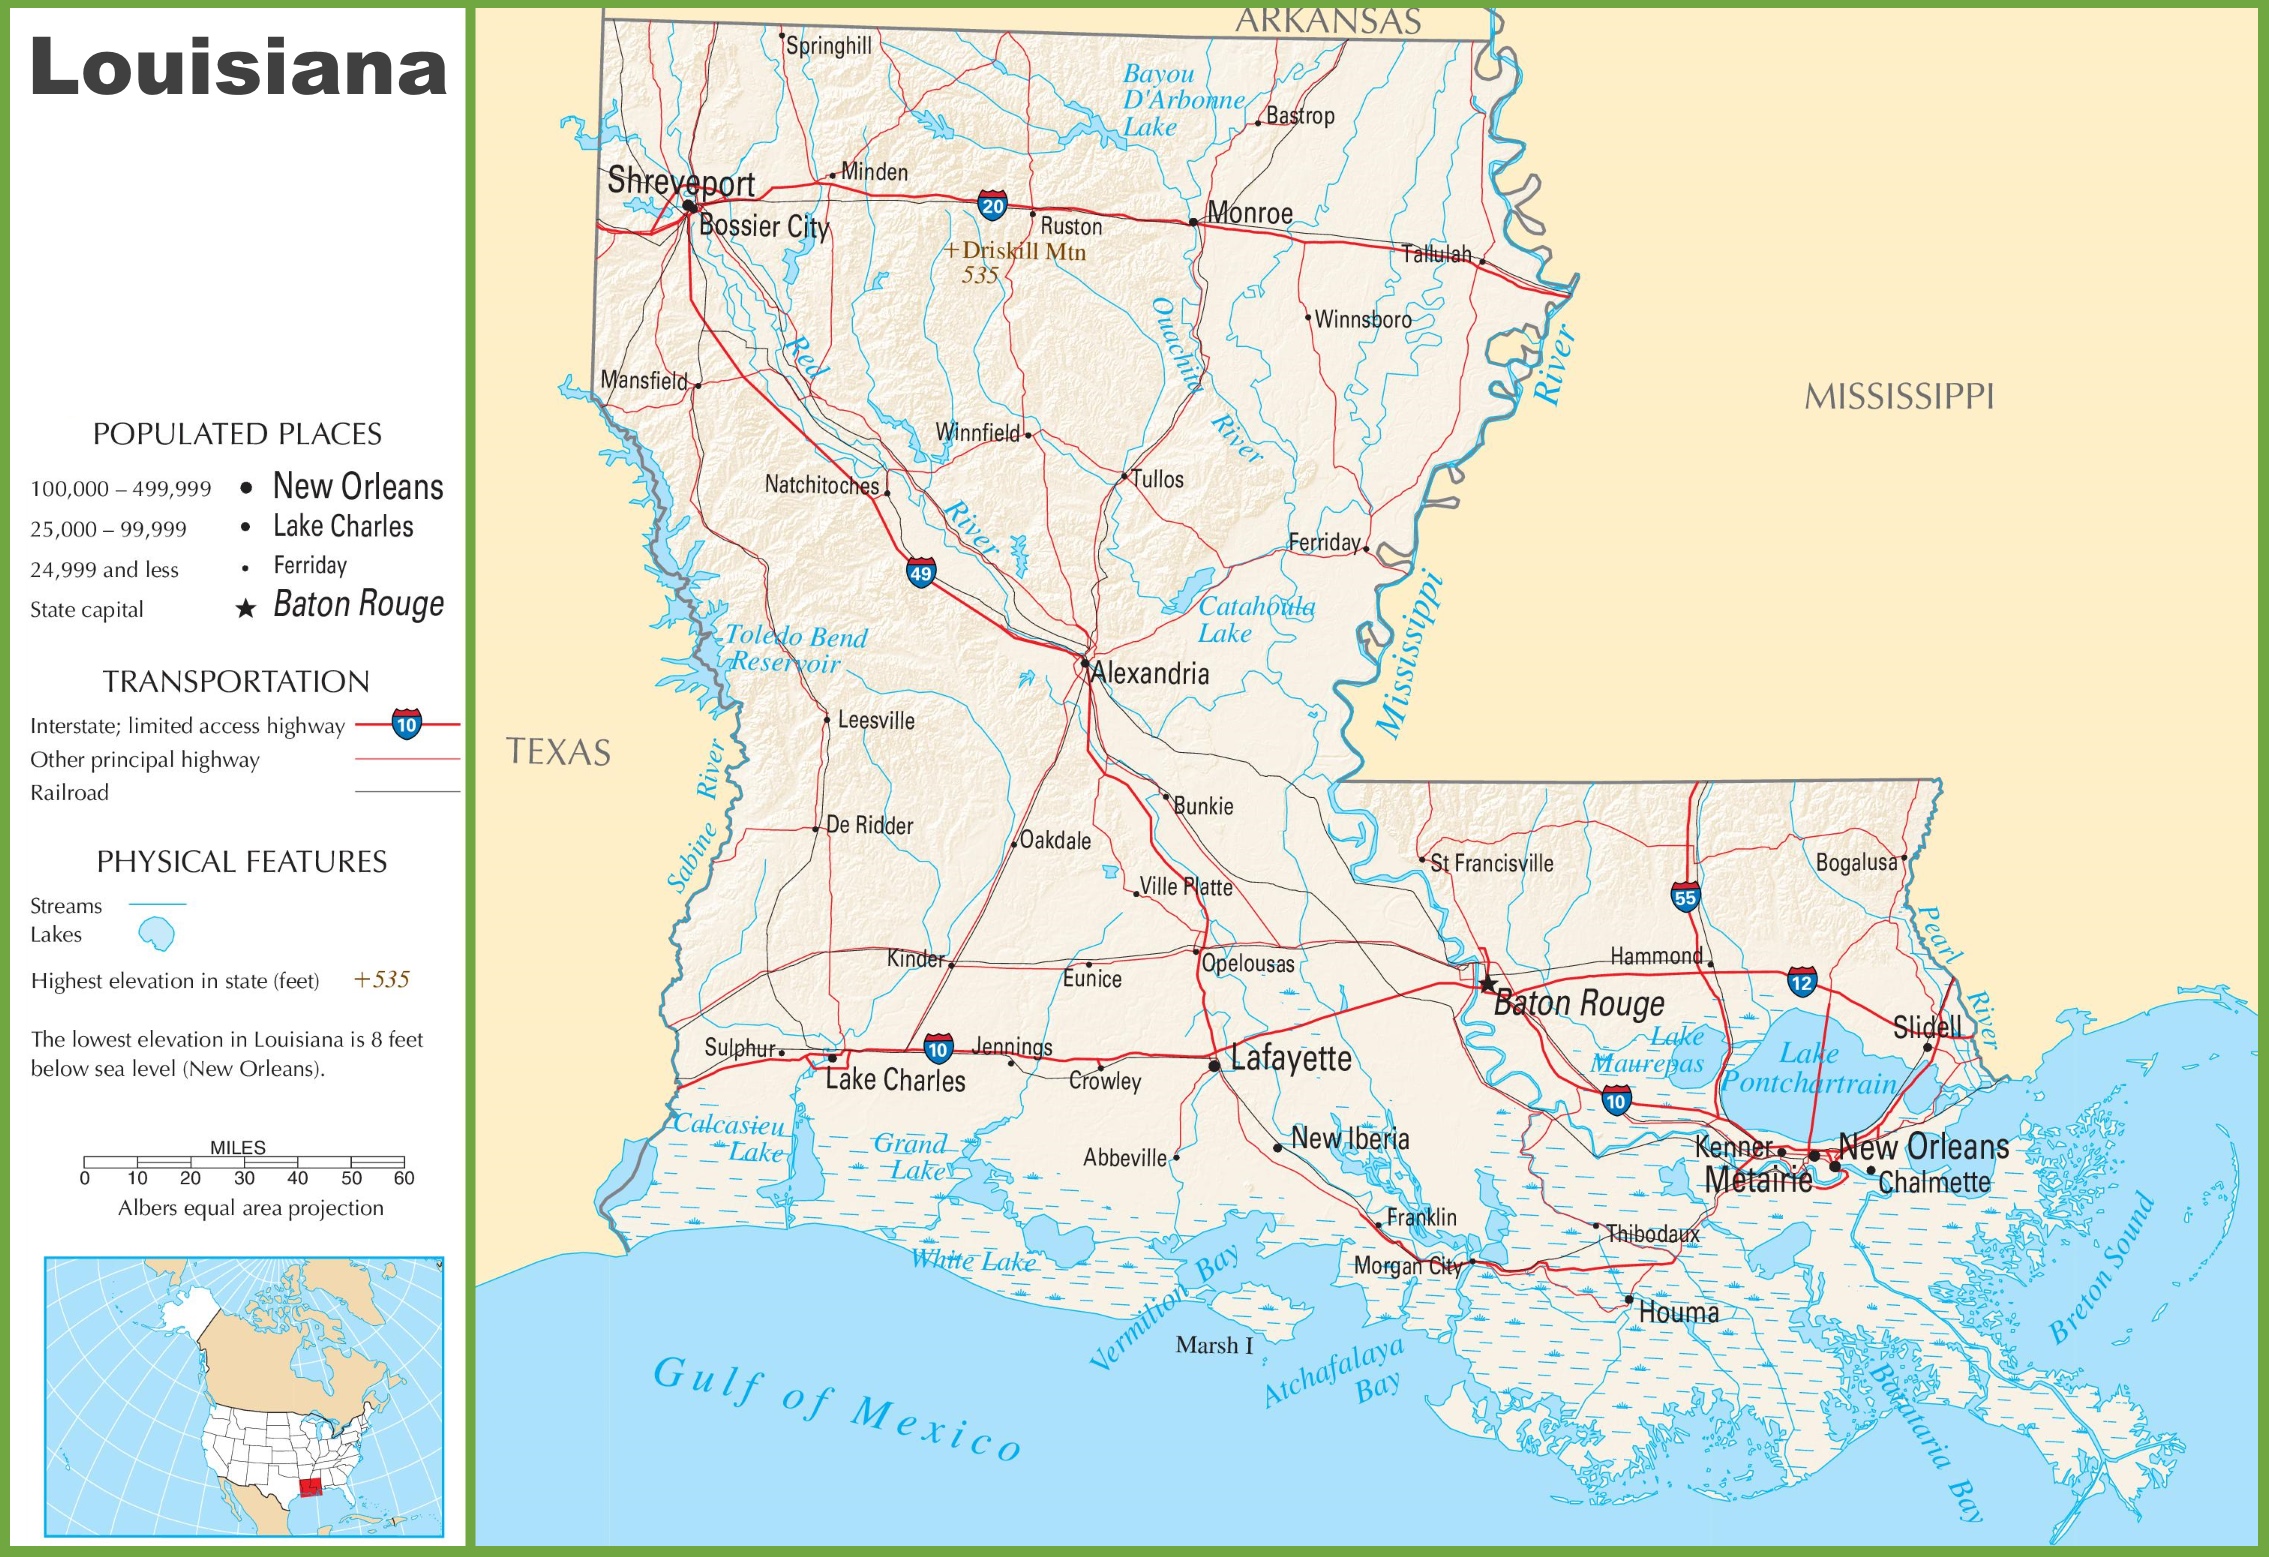 Louisiana
POPULATED PLACES
100,000 – 499,999 New Orleans
25,000 – 99,999 Lake Charles
24,999 and less Ferriday
State capital Baton Rouge
TRANSPORTATION
Interstate; limited access highway 10
Other principal highway
Railroad
PHYSICAL FEATURES
Streams
Lakes
Highest elevation in state (feet) +535
The lowest elevation in Louisiana is 8 feet
below sea level (New Orleans).
MILES
0 10 20 30 40 50 60
Albers equal area projection
ARKANSAS
Springhill
Bayou
D'Arbonne
Lake
Bastrop
Minden
Shreveport
Bossier City
20
Ruston
Monroe
+Driskill Mtn
535
Tallulah
Winnsboro
Ouachita
River
Red
River
River
Mississippi
MISSISSIPPI
Mansfield
Winnfield
Natchitoches
Tullos
Ferriday
49
Catahoula
Lake
Toledo Bend
Reservoir
Alexandria
Leesville
TEXAS
Sabine River
De Ridder
Bunkie
Oakdale
Ville Platte
St Francisville
Bogalusa
55
Pearl
River
Kinder
Eunice
Opelousas
Hammond
12
Baton Rouge
Slidell
Lake
Maurepas
Lake
Pontchartrain
Sulphur
10
Jennings
Lafayette
Lake Charles
Crowley
10
Calcasieu
Lake
Grand
Lake
Abbeville
New Iberia
Kenner
New Orleans
Metairie
Chalmette
Franklin
Thibodaux
White Lake
Morgan City
Houma
Vermilion Bay
Marsh I
Atchafalaya
Bay
Breton Sound
Barataria Bay
Gulf of Mexico